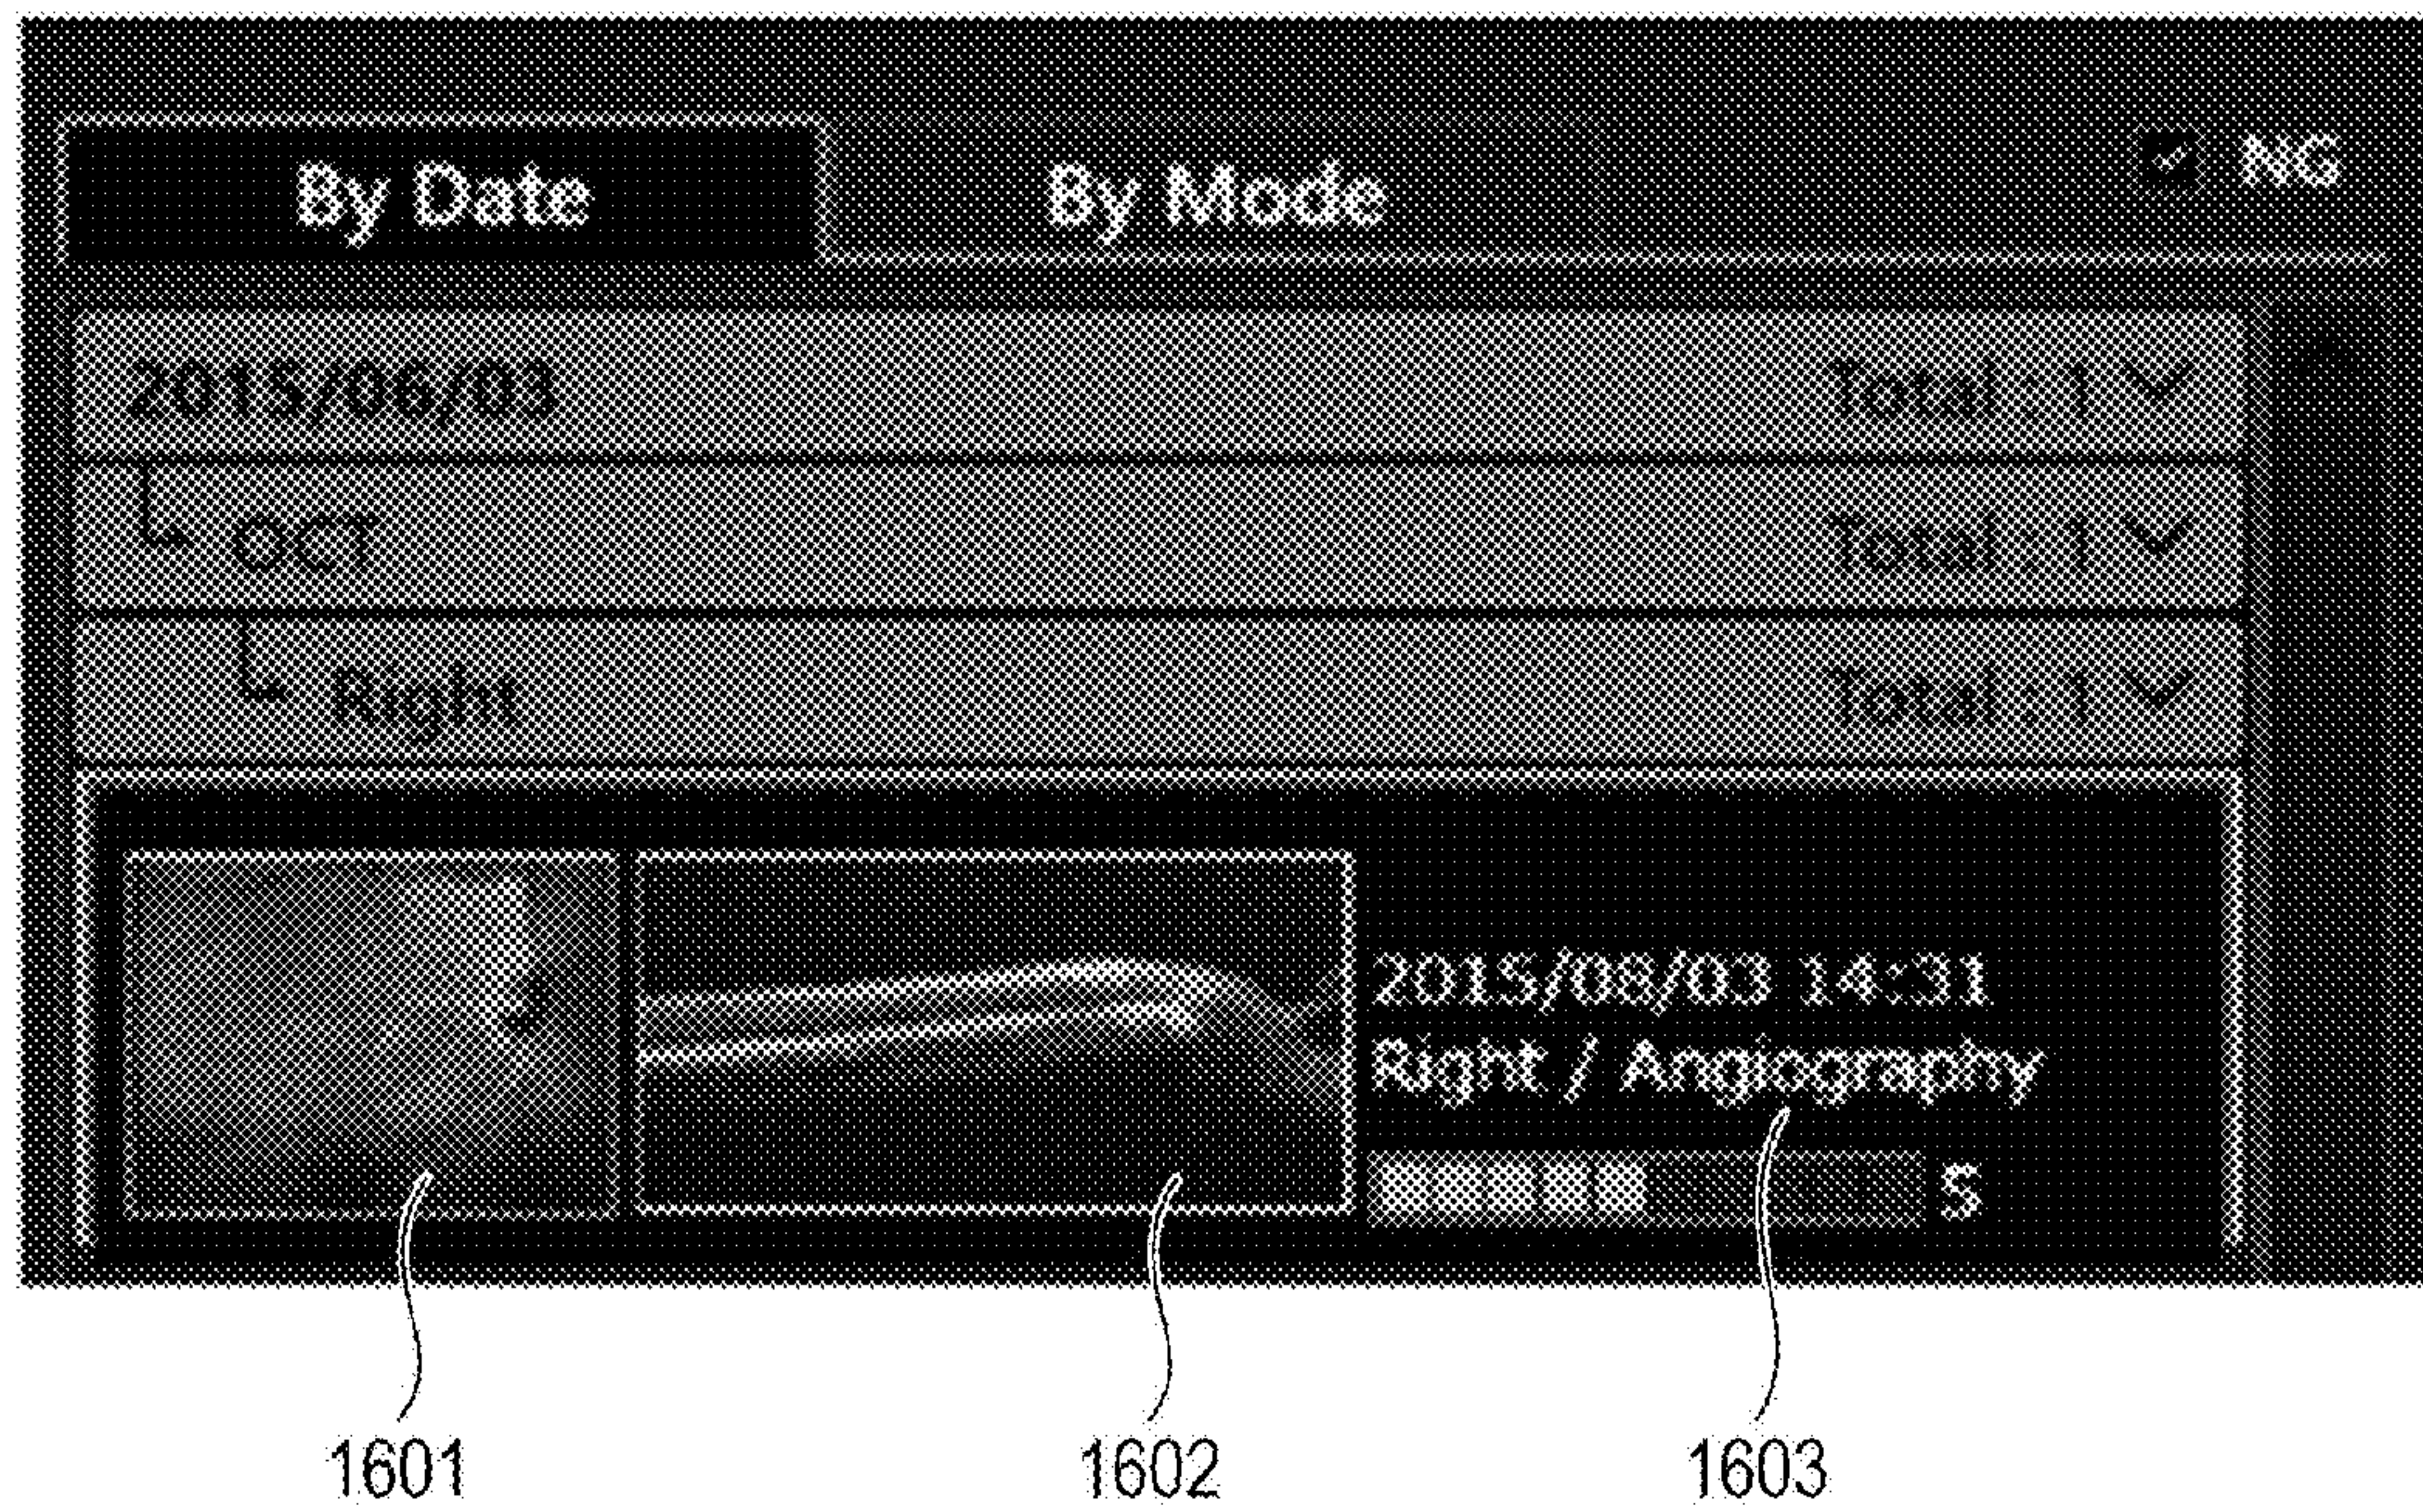 By Date By Mode NG
2015/06/03 Total : 1
OCT Total : 1
Right Total : 1
2015/08/03 14:31
Right / Angiography
S
1601 1602 1603